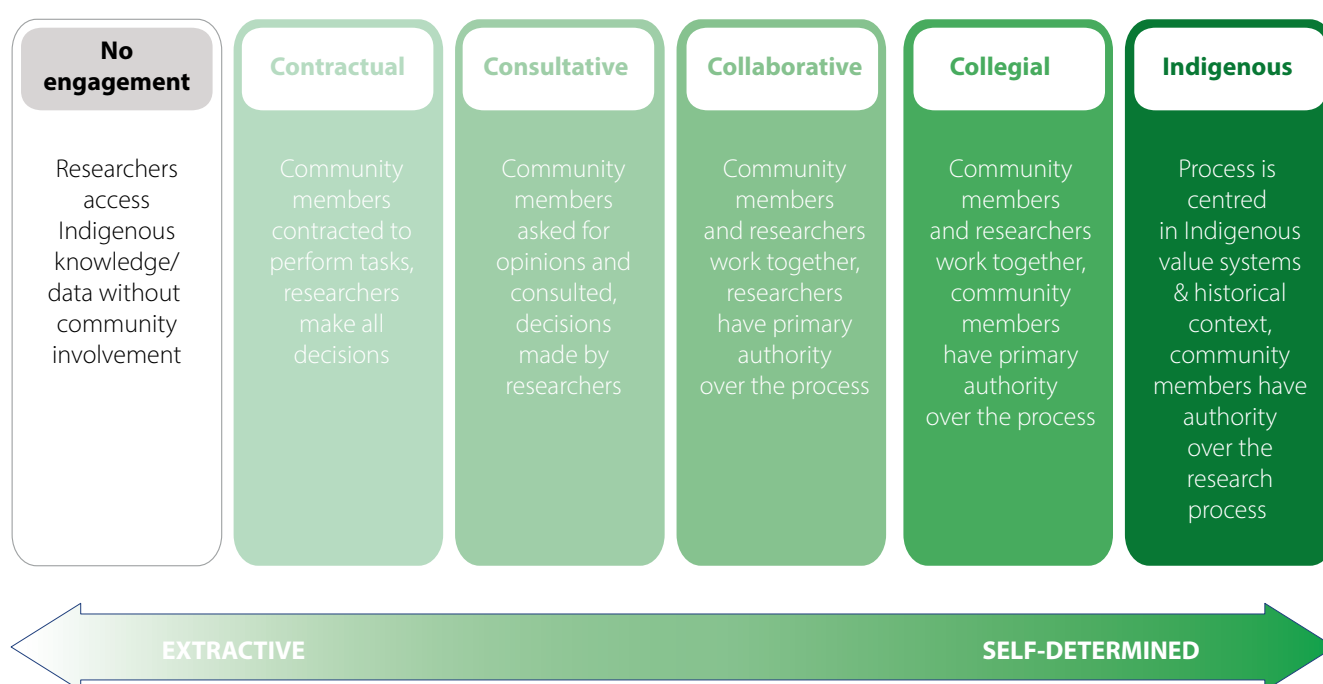 No
engagement
Researchers
access
Indigenous
knowledge/
data without
community
involvement
Contractual
Community
members
contracted to
perform tasks,
researchers
make all
decisions
Consultative
Community
members
asked for
opinions and
consulted,
decisions
made by
researchers
Collaborative
Community
members
and researchers
work together,
researchers
have primary
authority
over the process
Collegial
Community
members
and researchers
work together,
community
members
have primary
authority
over the process
Indigenous
Process is
centred
in Indigenous
value systems
& historical
context,
community
members have
authority
over the
research
process
EXTRACTIVE
SELF-DETERMINED